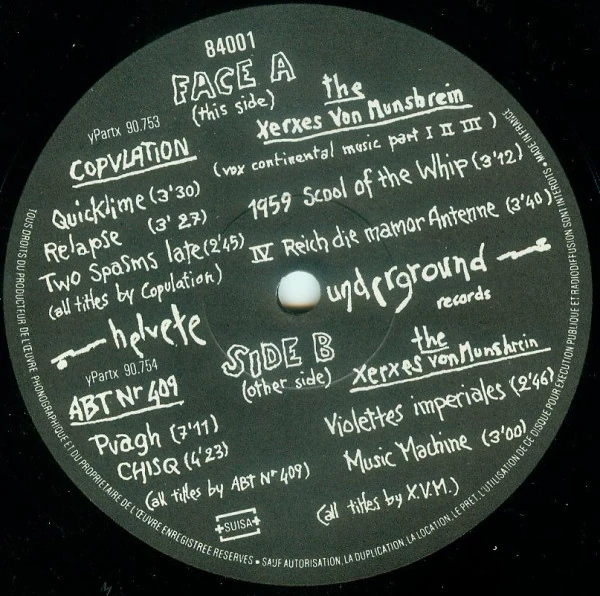 84001
FACE A
(this side)
yPartx 90.753
COPULATION
Quicklime (3'30)
Relapse (3'27)
Two Spasms late (2'45)
(all titles by Copulation)
the
Xerxes Von Munshrein
(vox continental music part I II III)
1959 Scool of the Whip (3'12)
IV Reich die mamor Antenne (3'40)
helvete
underground
records
yPartx 90.754
SIDE B
(other side)
ABT Nr 409
Pvagh (7'11)
CHISQ (4'23)
(all titles by ABT Nr 409)
the
Xerxes von Munshrein
Violettes imperiales (2'46)
Music Machine (3'00)
(all titles by X.V.M.)
SUISA
TOUS DROITS DU PRODUCTEUR DE L'ŒUVRE PHONOGRAPHIQUE ET DU PROPRIETAIRE DE L'ŒUVRE ENREGISTREE RESERVES • SAUF AUTORISATION, LA DUPLICATION, LA LOCATION, LE PRET, L'UTILISATION DE CE DISQUE POUR EXECUTION PUBLIQUE ET RADIODIFFUSION SONT INTERDITS • MADE IN FRANCE